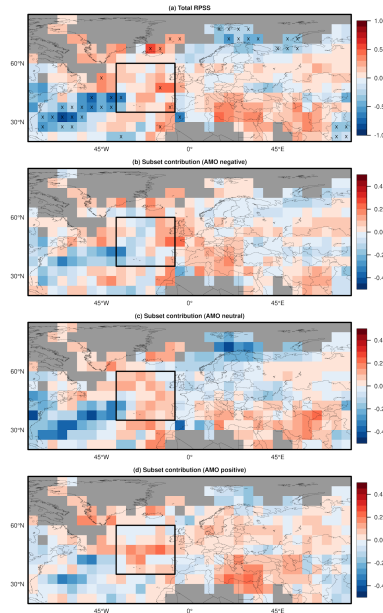 (a) Total RPSS
1.0
60°N
0.5
0.0
30°N
-0.5
-1.0
45°W 0° 45°E
(b) Subset contribution (AMO negative)
0.4
60°N
0.2
0.0
-0.2
30°N
-0.4
45°W 0° 45°E
(c) Subset contribution (AMO neutral)
0.4
60°N
0.2
0.0
-0.2
30°N
-0.4
45°W 0° 45°E
(d) Subset contribution (AMO positive)
0.4
60°N
0.2
0.0
-0.2
30°N
-0.4
45°W 0° 45°E